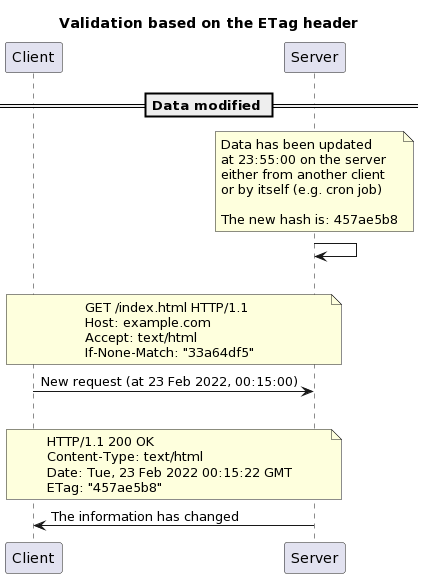 Validation based on the ETag header
Client Server
Data modified
Data has been updated
at 23:55:00 on the server
either from another client
or by itself (e.g. cron job)
The new hash is: 457ae5b8
GET /index.html HTTP/1.1
Host: example.com
Accept: text/html
If-None-Match: "33a64df5"
New request (at 23 Feb 2022, 00:15:00)
HTTP/1.1 200 OK
Content-Type: text/html
Date: Tue, 23 Feb 2022 00:15:22 GMT
ETag: "457ae5b8"
The information has changed
Client Server